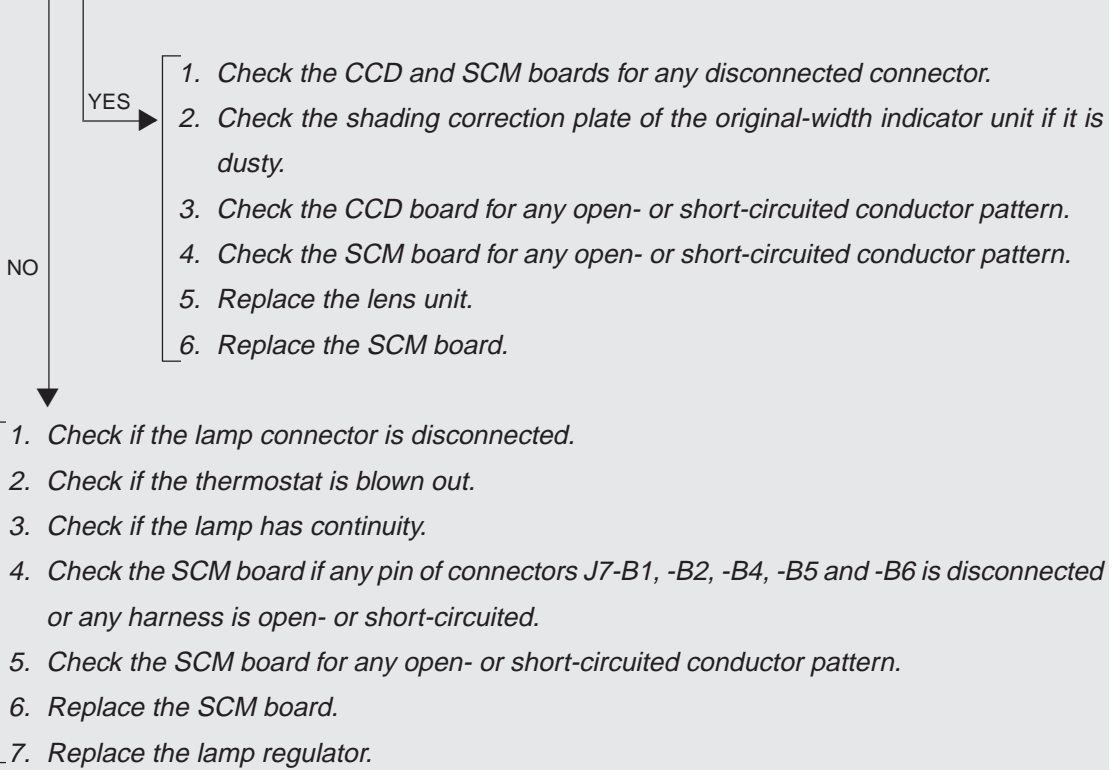 YES
1. Check the CCD and SCM boards for any disconnected connector.
2. Check the shading correction plate of the original-width indicator unit if it is
dusty.
3. Check the CCD board for any open- or short-circuited conductor pattern.
4. Check the SCM board for any open- or short-circuited conductor pattern.
5. Replace the lens unit.
6. Replace the SCM board.
NO
1. Check if the lamp connector is disconnected.
2. Check if the thermostat is blown out.
3. Check if the lamp has continuity.
4. Check the SCM board if any pin of connectors J7-B1, -B2, -B4, -B5 and -B6 is disconnected
or any harness is open- or short-circuited.
5. Check the SCM board for any open- or short-circuited conductor pattern.
6. Replace the SCM board.
7. Replace the lamp regulator.